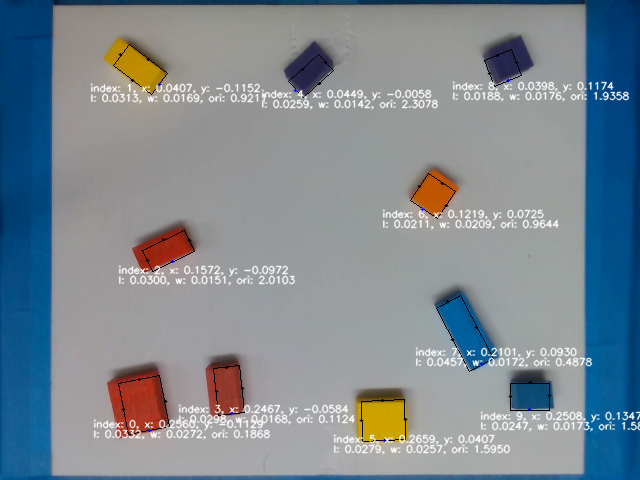 index: 1, x: 0.0407, y: -0.1152
l: 0.0313, w: 0.0169, ori: 0.921
index: 4, x: 0.0449, y: -0.0058
l: 0.0259, w: 0.0142, ori: 2.3078
index: 8, x: 0.0398, y: 0.1174
l: 0.0188, w: 0.0176, ori: 1.9358
index: 6, x: 0.1219, y: 0.0725
l: 0.0211, w: 0.0209, ori: 0.9644
index: 2, x: 0.1572, y: -0.0972
l: 0.0300, w: 0.0151, ori: 2.0103
index: 7, x: 0.2101, y: 0.0930
l: 0.0457, w: 0.0172, ori: 0.4878
index: 3, x: 0.2467, y: -0.0584
l: 0.0298, w: 0.0168, ori: 0.1124
index: 0, x: 0.2560, y: -0.1129
l: 0.0332, w: 0.0272, ori: 0.1868
index: 9, x: 0.2508, y: 0.1347
l: 0.0247, w: 0.0173, ori: 1.58
index: 5, x: 0.2659, y: 0.0407
l: 0.0279, w: 0.0257, ori: 1.5950